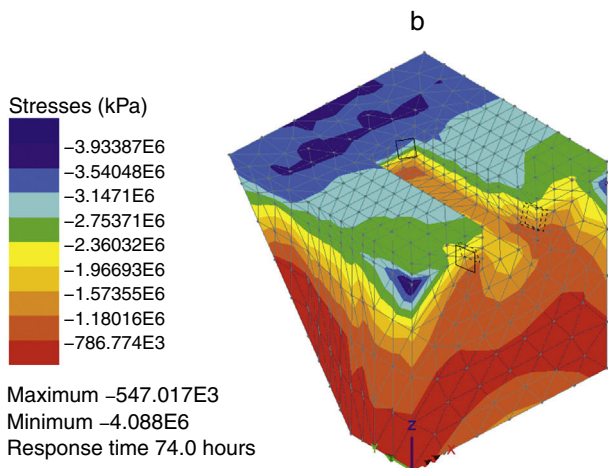 b
Stresses (kPa)
−3.93387E6
−3.54048E6
−3.1471E6
−2.75371E6
−2.36032E6
−1.96693E6
−1.57355E6
−1.18016E6
−786.774E3
Maximum −547.017E3
Minimum −4.088E6
Response time 74.0 hours
Z
Y
X